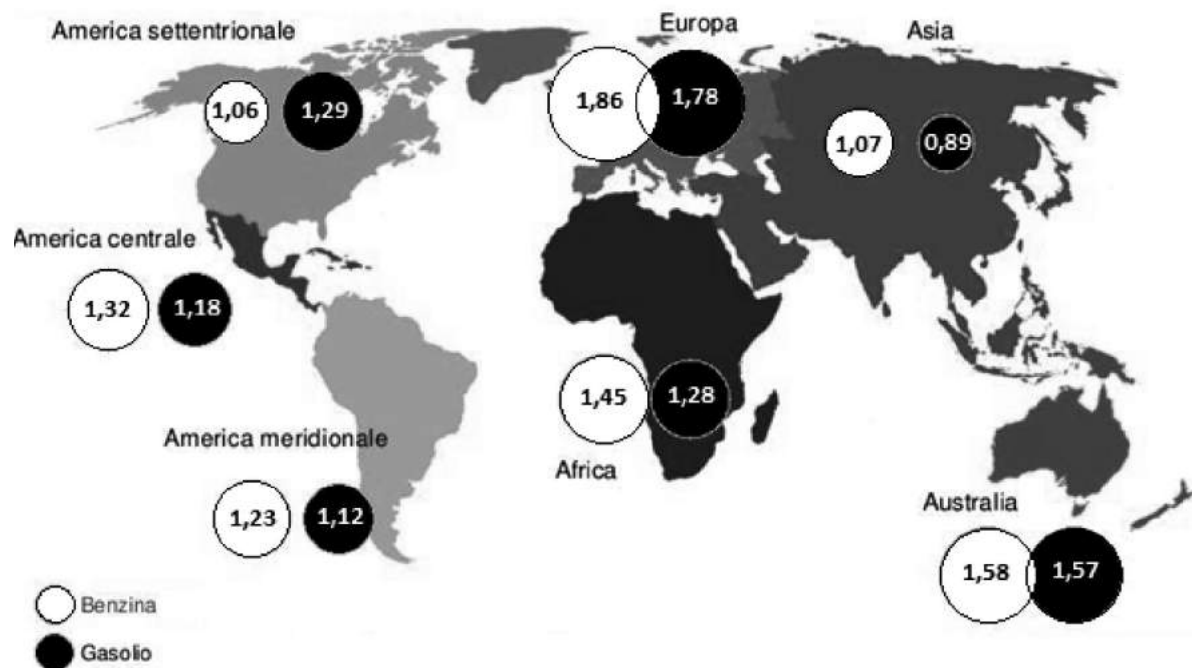 America settentrionale
1,06 1,29
Europa
1,86 1,78
Asia
1,07 0,89
America centrale
1,32 1,18
America meridionale
1,23 1,12
1,45 1,28
Africa
Australia
1,58 1,57
Benzina
Gasolio